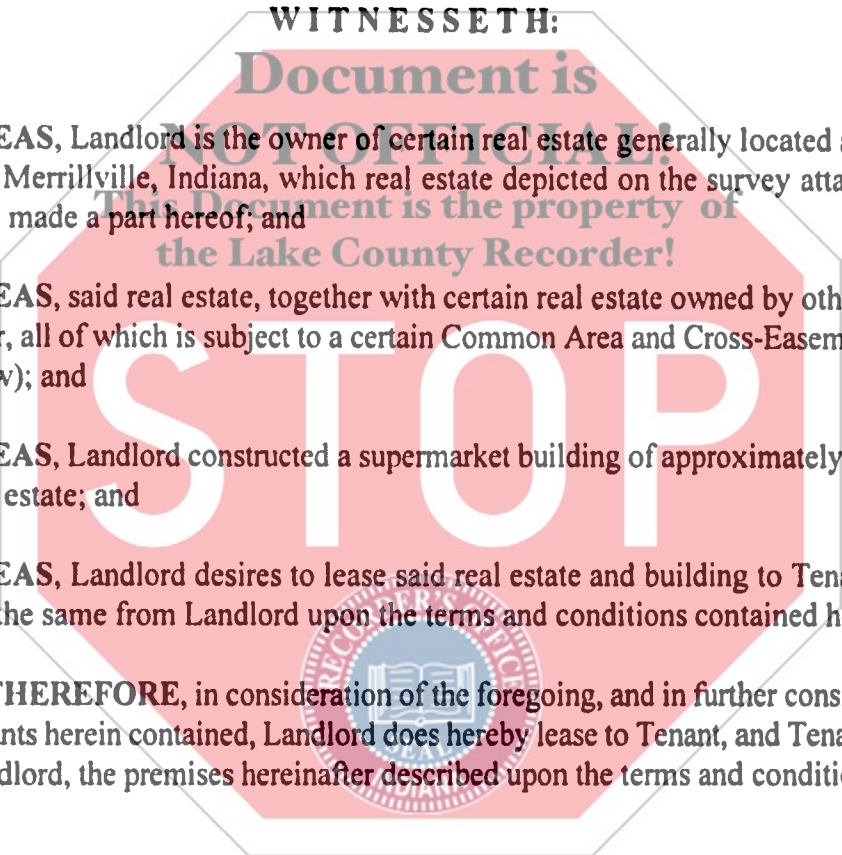 WITNESSETH:
Document is
EAS, Landlord is the owner of certain real estate generally located a
NOT OFFICIAL!
Merrillville, Indiana, which real estate depicted on the survey atta
This Document is the property of
made a part hereof; and
the Lake County Recorder!
EAS, said real estate, together with certain real estate owned by oth
r, all of which is subject to a certain Common Area and Cross-Easem
w); and
STOP
EAS, Landlord constructed a supermarket building of approximately
estate; and
EAS, Landlord desires to lease said real estate and building to Tena
the same from Landlord upon the terms and conditions contained h
RECORDER'S OFFICE
THEREFORE, in consideration of the foregoing, and in further cons
nts herein contained, Landlord does hereby lease to Tenant, and Tena
SEAL
dlord, the premises hereinafter described upon the terms and conditi
INDIANA